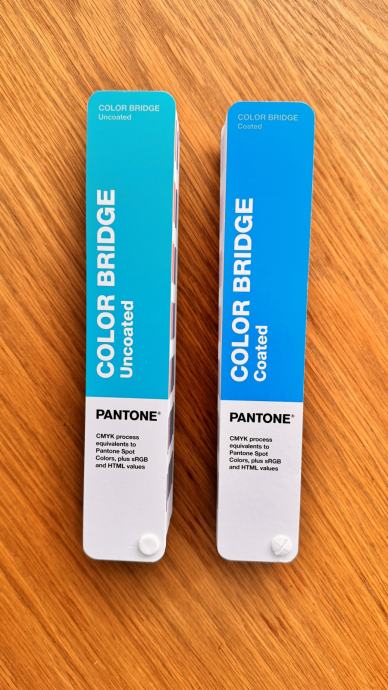 COLOR BRIDGE
Uncoated
COLOR BRIDGE
Uncoated
PANTONE®
CMYK process
equivalents to
Pantone Spot
Colors, plus sRGB
and HTML values
COLOR BRIDGE
Coated
COLOR BRIDGE
Coated
PANTONE®
CMYK process
equivalents to
Pantone Spot
Colors, plus sRGB
and HTML values